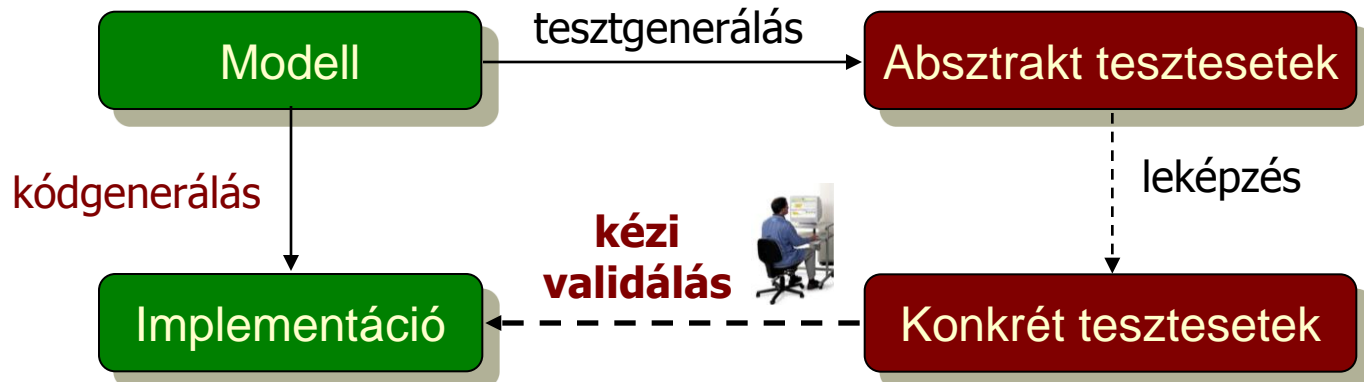 tesztgenerálás
Modell
Absztrakt tesztesetek
kódgenerálás
leképzés
kézi
validálás
Implementáció
Konkrét tesztesetek